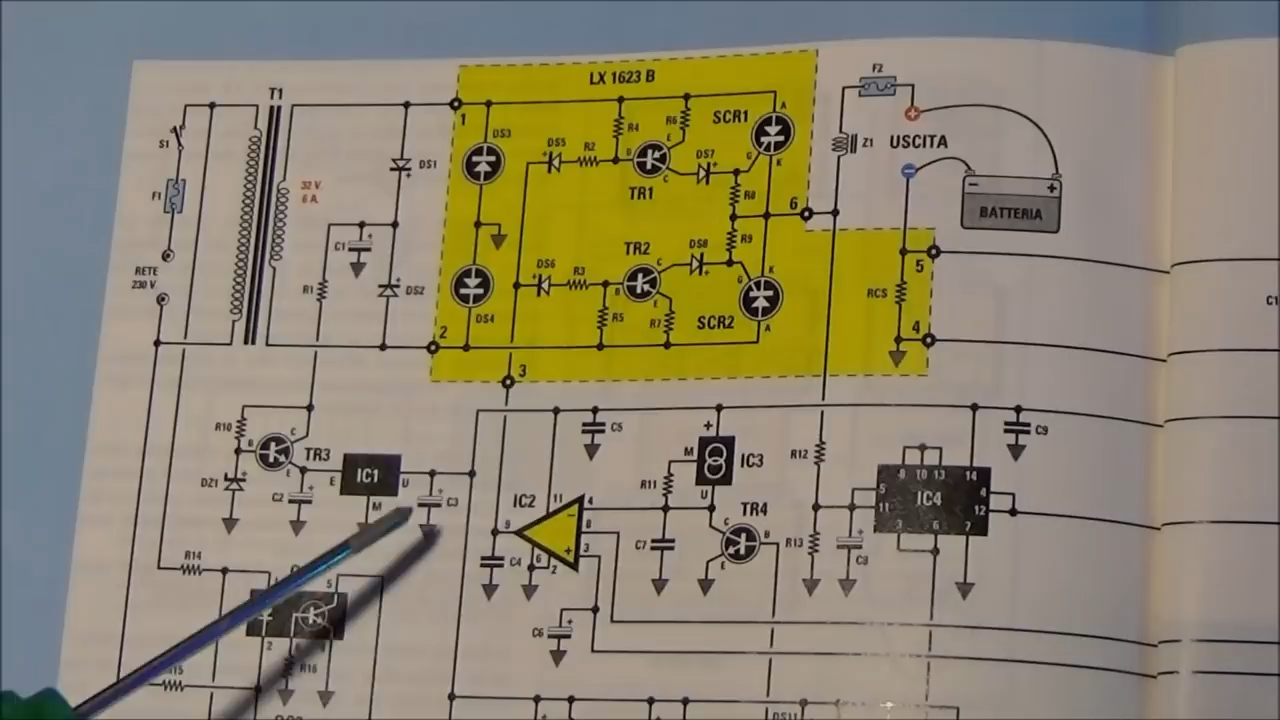 LX 1623 B
T1
S1
F1
RETE
230 V.
32 V.
6 A.
DS1
DS2
C1
R1
1
2
3
DS3
DS4
DS5
R2
R4
B
E
C
TR1
R6
DS7
SCR1
A
G
K
R8
6
R9
DS6
R3
R5
TR2
B
C
E
R7
DS8
SCR2
G
K
A
F2
Z1
USCITA
+
−
− +
BATTERIA
5
4
RCS
C1
R10
B
C
E
TR3
DZ1
C2
E
IC1
U
M
C3
C5
IC2
11
4
8
3
9
6
2
C4
C6
M
IC3
U
R11
C7
TR4
C
B
E
R12
R13
C8
5
11
9 10 13 14
IC4
4
12
3 6 7
C9
R14
5
2
R16
R15
DS11